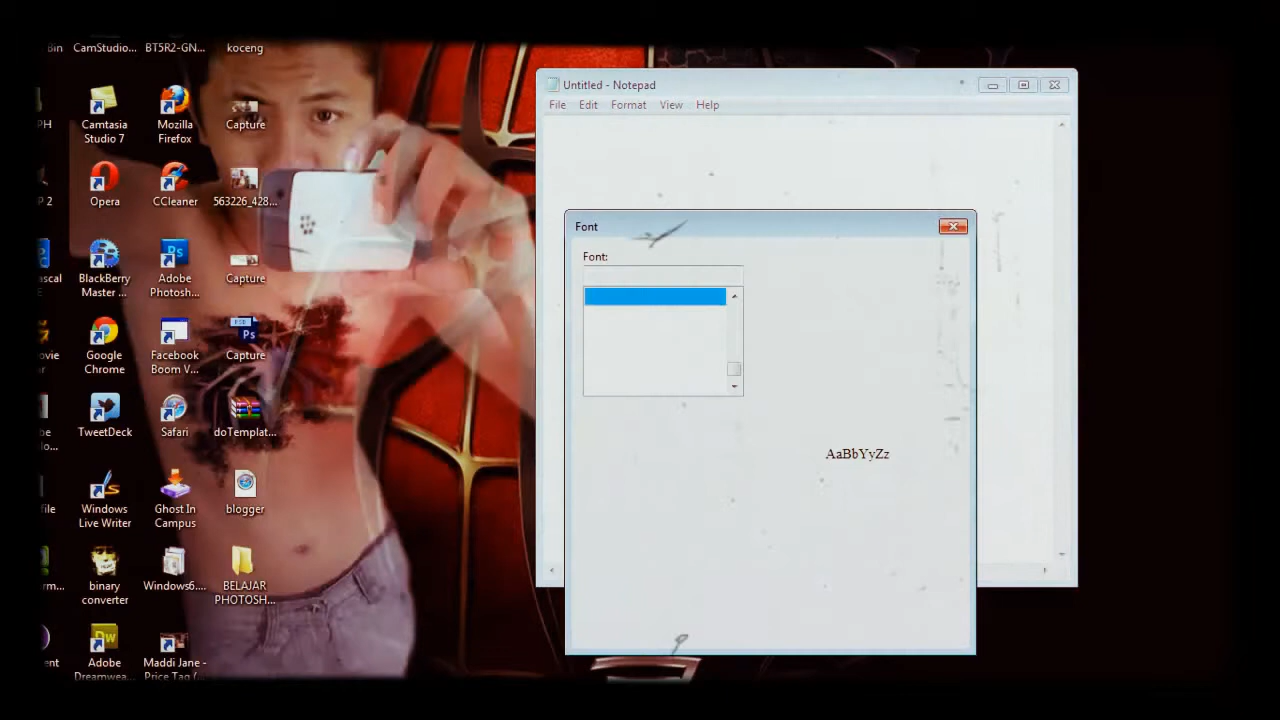 Bin
CamStudio...
BT5R2-GN...
koceng
PH
Camtasia
Studio 7
Mozilla
Firefox
Capture
P 2
Opera
CCleaner
563226_428...
ascal
E
BlackBerry
Master ...
Adobe
Photosh...
Capture
ovie
Google
Chrome
Facebook
Boom V...
Capture
TweetDeck
Safari
doTemplat...
file
Windows
Live Writer
Ghost In
Campus
blogger
binary
converter
Windows6....
BELAJAR
PHOTOSH...
Adobe
Dreamwea...
Maddi Jane -
Price Tag (
Untitled - Notepad
File Edit Format View Help
Font
Font:
AaBbYyZz